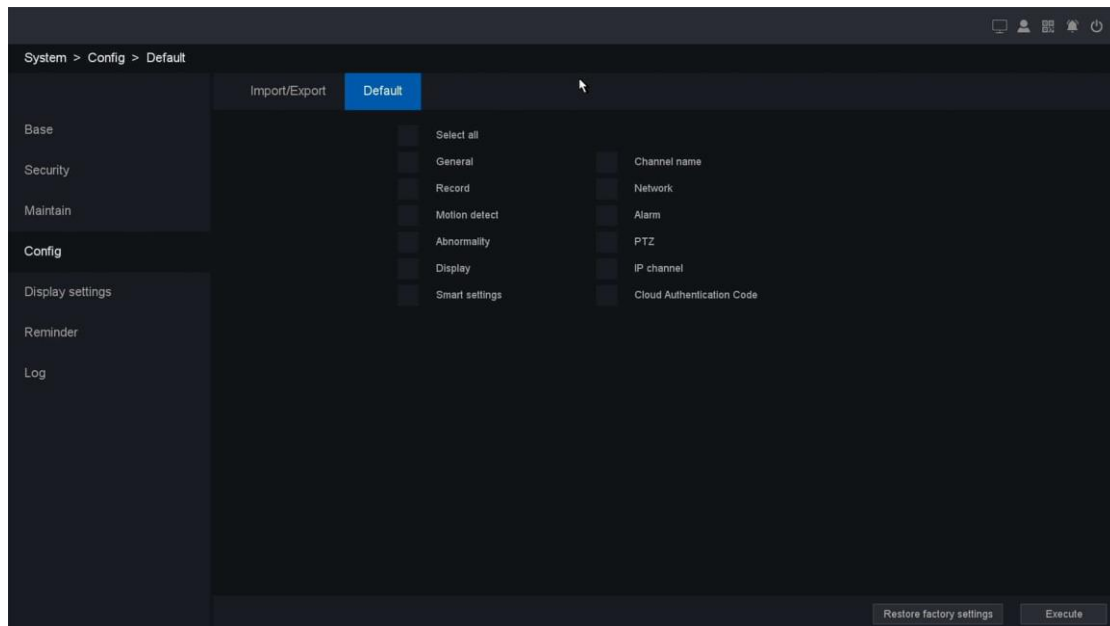 System > Config > Default
Import/Export Default
Base
Security
Maintain
Config
Display settings
Reminder
Log
Select all
General Channel name
Record Network
Motion detect Alarm
Abnormality PTZ
Display IP channel
Smart settings Cloud Authentication Code
Restore factory settings Execute